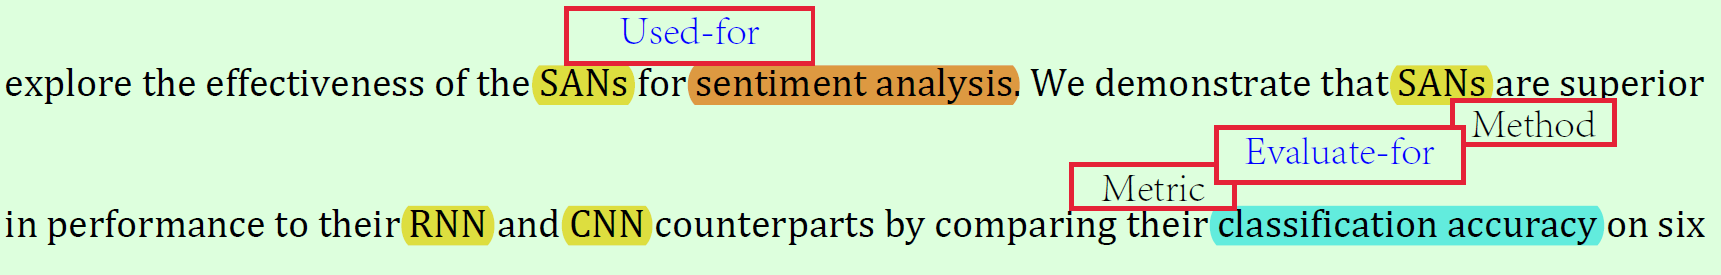 Used-for
explore the effectiveness of the SANs for sentiment analysis. We demonstrate that SANs are superior
Method
Evaluate-for
Metric
in performance to their RNN and CNN counterparts by comparing their classification accuracy on six